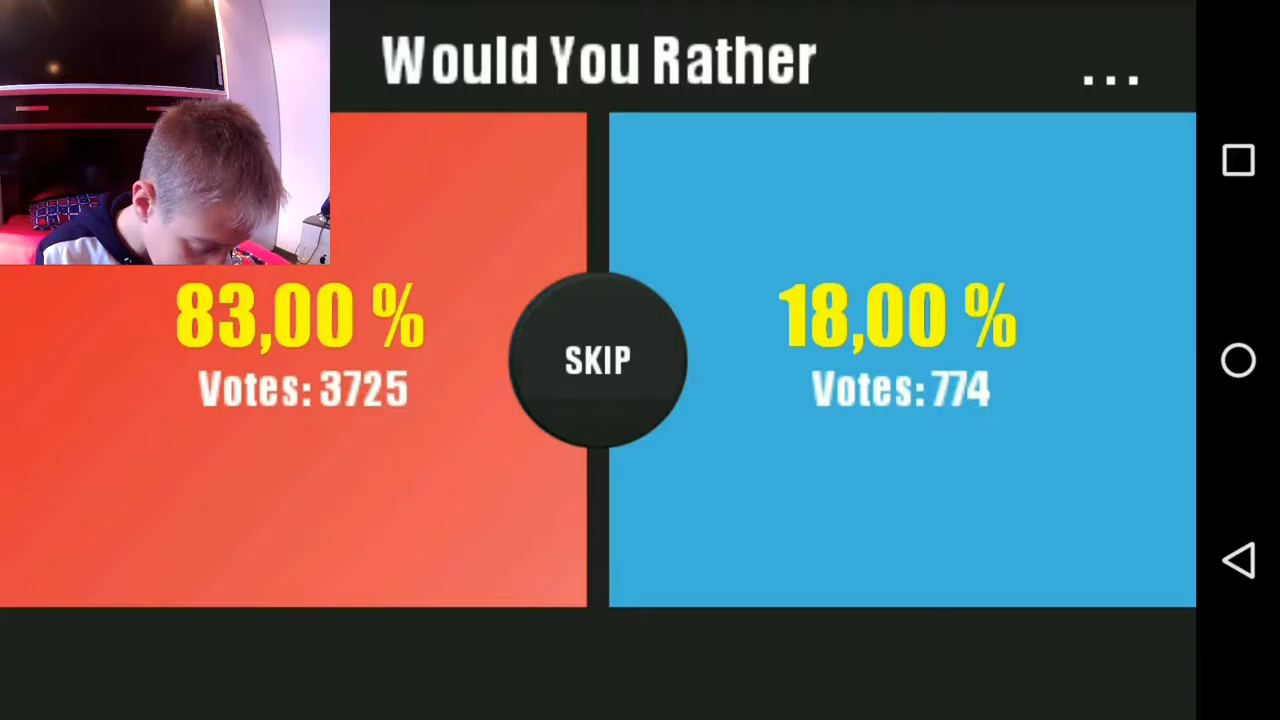 Would You Rather
...
83,00 %
Votes: 3725
SKIP
18,00 %
Votes: 774